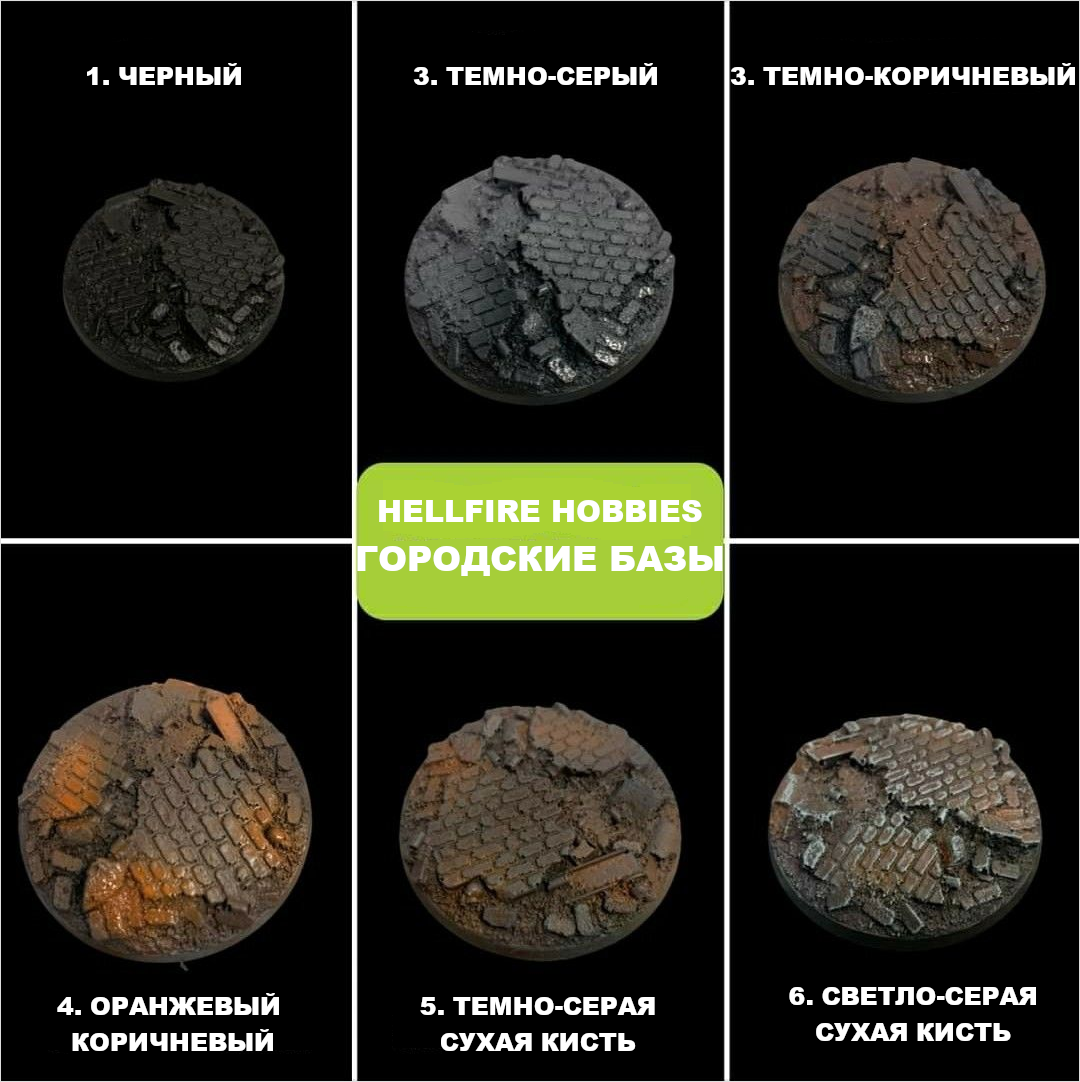 1. ЧЕРНЫЙ
3. ТЕМНО-СЕРЫЙ
3. ТЕМНО-КОРИЧНЕВЫЙ
HELLFIRE HOBBIES
ГОРОДСКИЕ БАЗЫ
4. ОРАНЖЕВЫЙ
КОРИЧНЕВЫЙ
5. ТЕМНО-СЕРАЯ
СУХАЯ КИСТЬ
6. СВЕТЛО-СЕРАЯ
СУХАЯ КИСТЬ